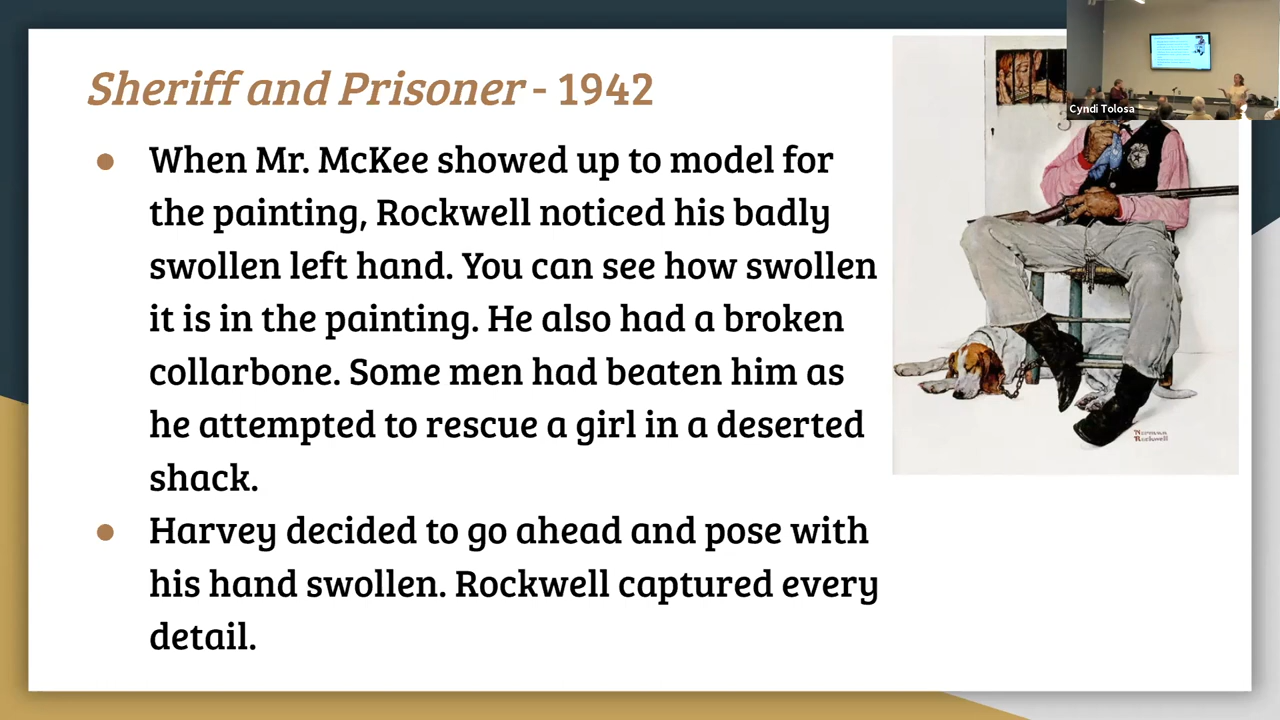 Sheriff and Prisoner - 1942
Cyndi Tolosa
● When Mr. McKee showed up to model for
the painting, Rockwell noticed his badly
swollen left hand. You can see how swollen
it is in the painting. He also had a broken
collarbone. Some men had beaten him as
he attempted to rescue a girl in a deserted
shack.
● Harvey decided to go ahead and pose with
his hand swollen. Rockwell captured every
detail.
Norman
Rockwell